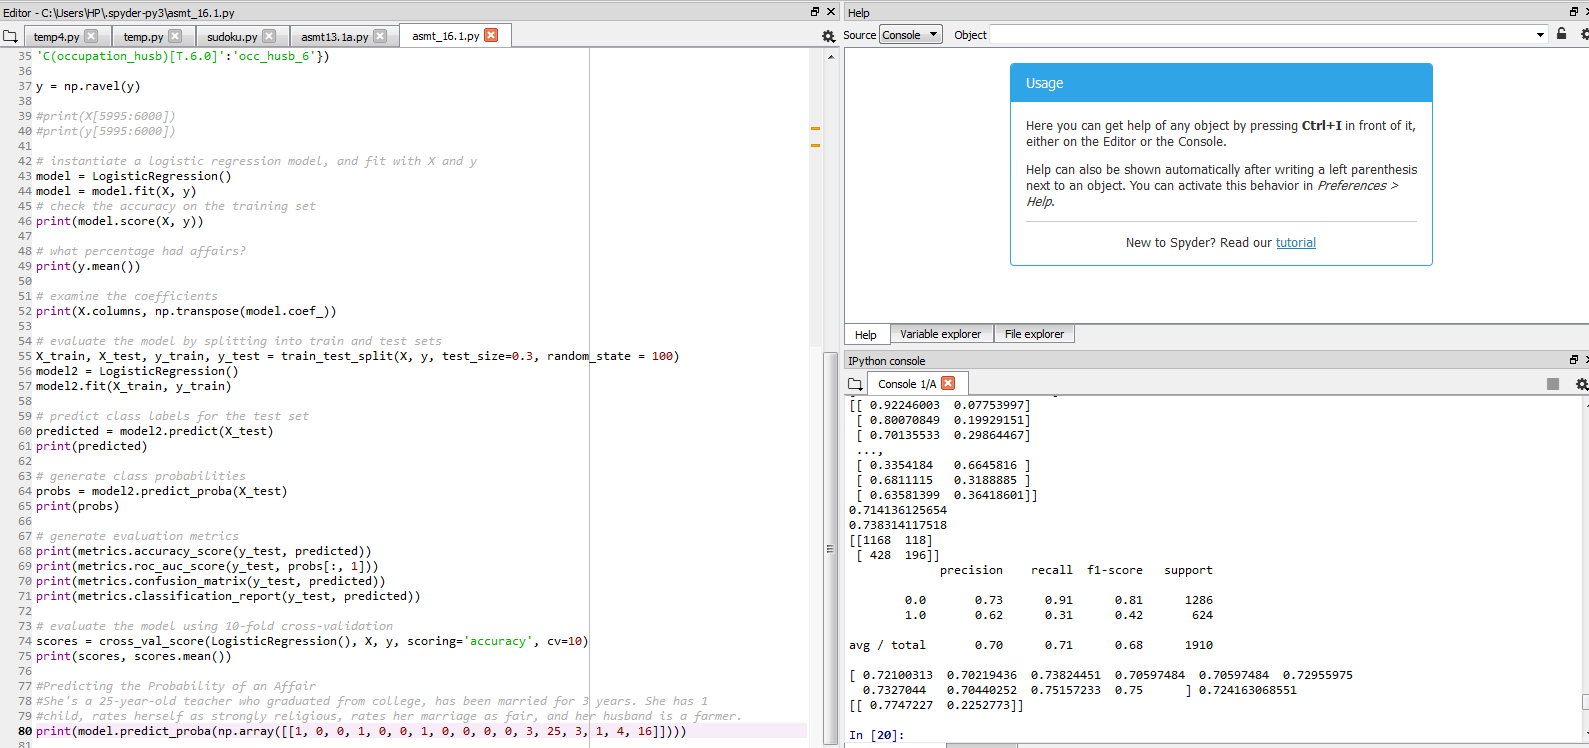 Editor - C:\Users\HP\.spyder-py3\asmt_16.1.py
temp4.py
temp.py
sudoku.py
asmt13.1a.py
asmt_16.1.py
35 'C(occupation_husb)[T.6.0]':'occ_husb_6'})
36
37 y = np.ravel(y)
38
39 #print(X[5995:6000])
40 #print(y[5995:6000])
41
42 # instantiate a logistic regression model, and fit with X and y
43 model = LogisticRegression()
44 model = model.fit(X, y)
45 # check the accuracy on the training set
46 print(model.score(X, y))
47
48 # what percentage had affairs?
49 print(y.mean())
50
51 # examine the coefficients
52 print(X.columns, np.transpose(model.coef_))
53
54 # evaluate the model by splitting into train and test sets
55 X_train, X_test, y_train, y_test = train_test_split(X, y, test_size=0.3, random_state = 100)
56 model2 = LogisticRegression()
57 model2.fit(X_train, y_train)
58
59 # predict class labels for the test set
60 predicted = model2.predict(X_test)
61 print(predicted)
62
63 # generate class probabilities
64 probs = model2.predict_proba(X_test)
65 print(probs)
66
67 # generate evaluation metrics
68 print(metrics.accuracy_score(y_test, predicted))
69 print(metrics.roc_auc_score(y_test, probs[:, 1]))
70 print(metrics.confusion_matrix(y_test, predicted))
71 print(metrics.classification_report(y_test, predicted))
72
73 # evaluate the model using 10-fold cross-validation
74 scores = cross_val_score(LogisticRegression(), X, y, scoring='accuracy', cv=10)
75 print(scores, scores.mean())
76
77 #Predicting the Probability of an Affair
78 #She's a 25-year-old teacher who graduated from college, has been married for 3 years. She has 1
79 #child, rates herself as strongly religious, rates her marriage as fair, and her husband is a farmer.
80 print(model.predict_proba(np.array([[1, 0, 0, 1, 0, 0, 1, 0, 0, 0, 0, 3, 25, 3, 1, 4, 16]])))
81
Help
Source Console Object
Usage
Here you can get help of any object by pressing Ctrl+I in front of it,
either on the Editor or the Console.
Help can also be shown automatically after writing a left parenthesis
next to an object. You can activate this behavior in Preferences >
Help.
New to Spyder? Read our tutorial
Help
Variable explorer
File explorer
IPython console
Console 1/A
[[ 0.92246003 0.07753997]
[ 0.80070849 0.19929151]
[ 0.70135533 0.29864467]
...,
[ 0.3354184 0.6645816 ]
[ 0.6811115 0.3188885 ]
[ 0.63581399 0.36418601]]
0.714136125654
0.738314117518
[[1168 118]
[ 428 196]]
precision recall f1-score support
0.0 0.73 0.91 0.81 1286
1.0 0.62 0.31 0.42 624
avg / total 0.70 0.71 0.68 1910
[ 0.72100313 0.70219436 0.73824451 0.70597484 0.70597484 0.72955975
0.7327044 0.70440252 0.75157233 0.75 ] 0.724163068551
[[ 0.7747227 0.2252773]]
In [20]: